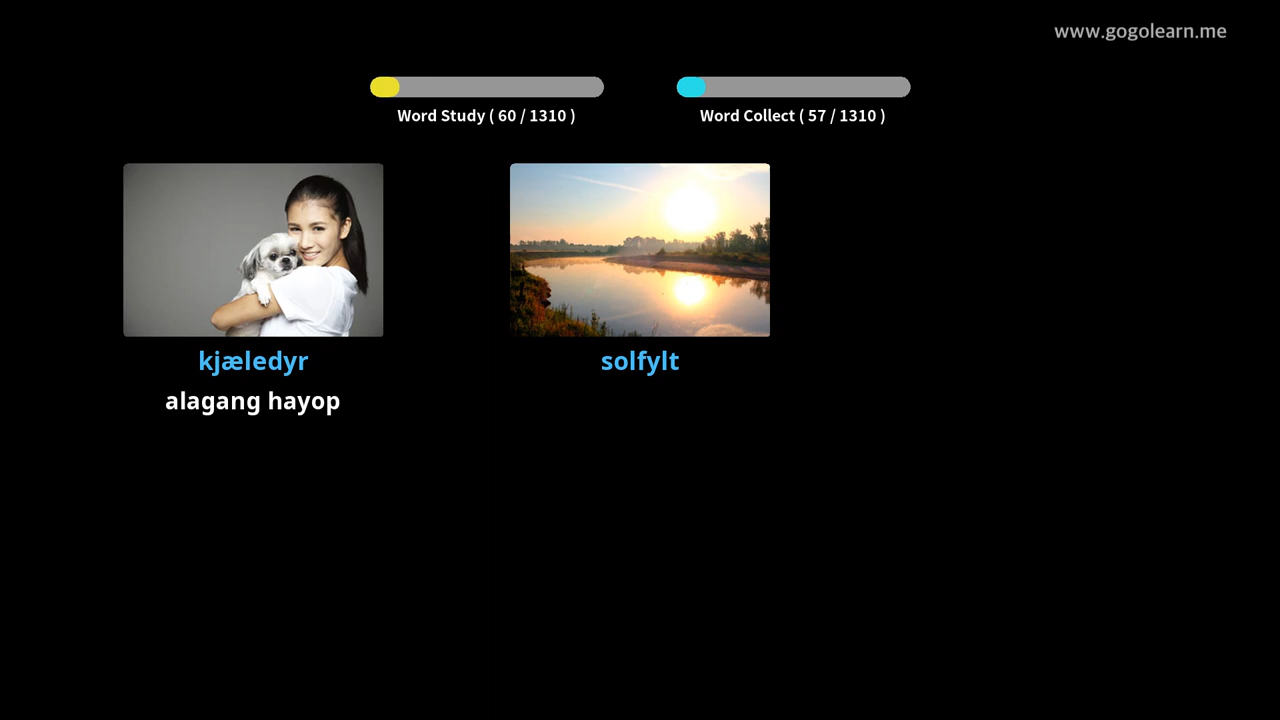 www.gogolearn.me
Word Study ( 60 / 1310 )
Word Collect ( 57 / 1310 )
kjæledyr
alagang hayop
solfylt